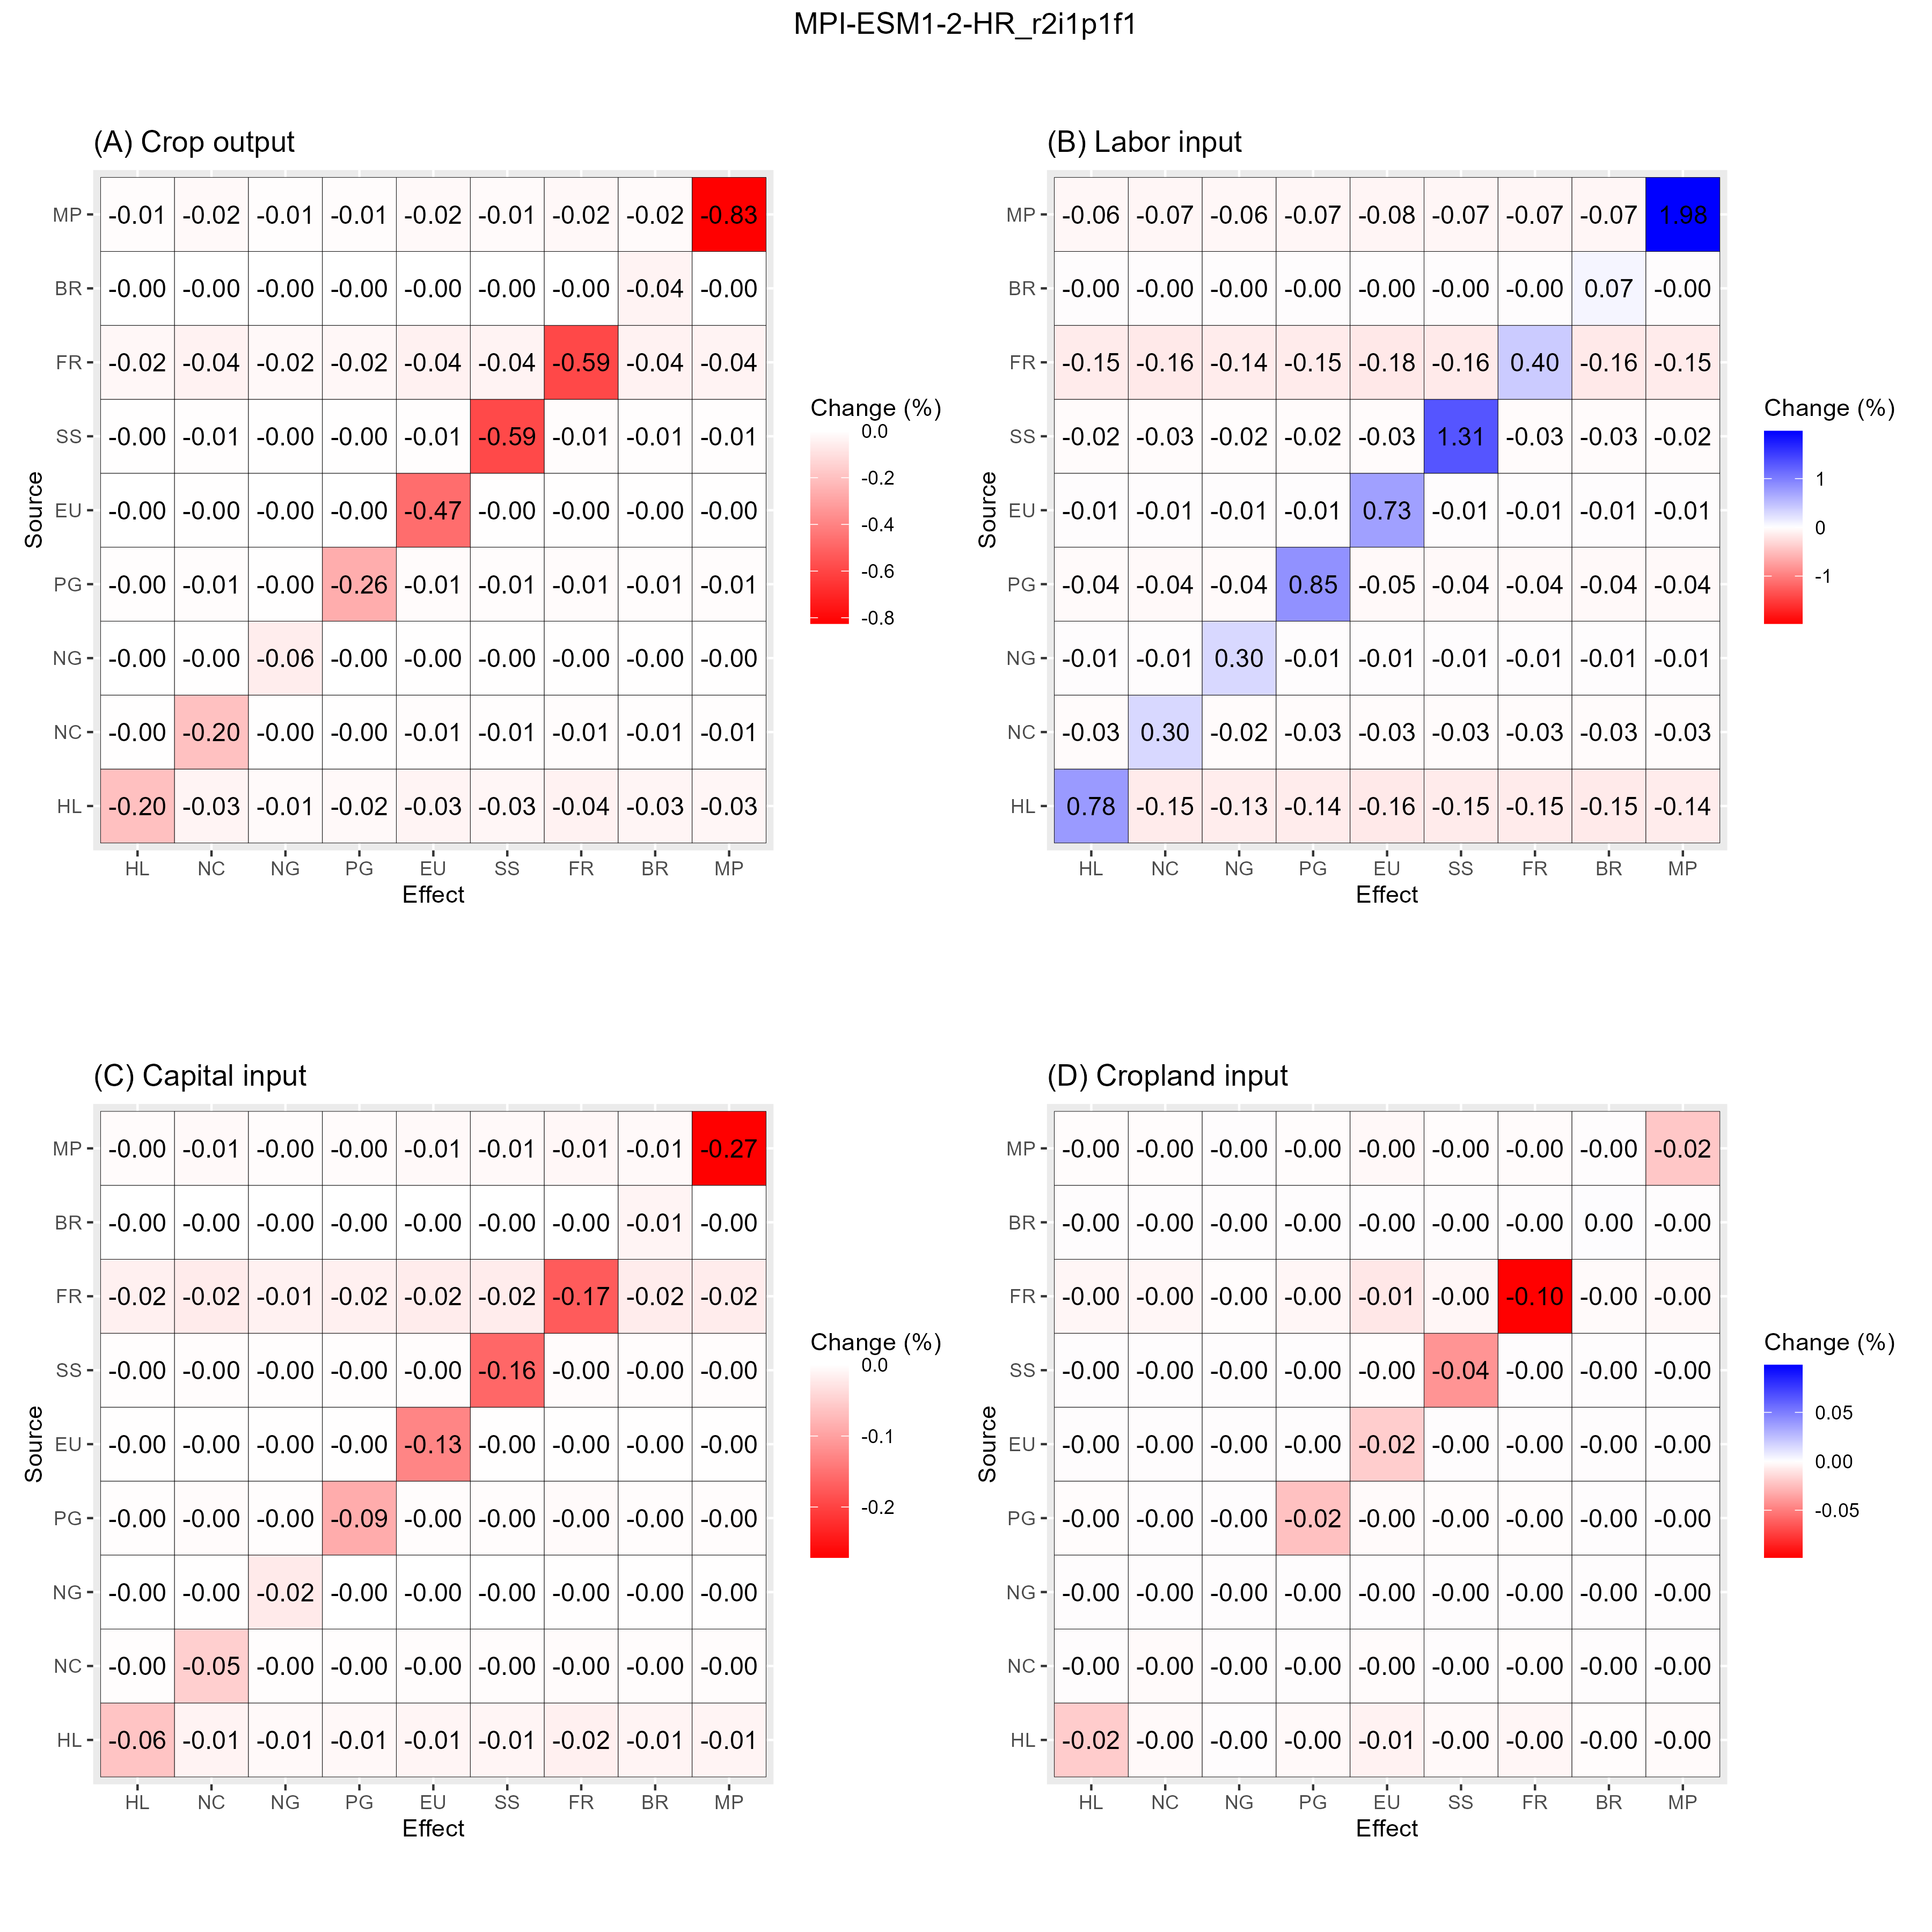 MPI-ESM1-2-HR_r2i1p1f1
(A) Crop output
MP -0.01 -0.02 -0.01 -0.01 -0.02 -0.01 -0.02 -0.02 -0.83
BR -0.00 -0.00 -0.00 -0.00 -0.00 -0.00 -0.00 -0.04 -0.00
FR -0.02 -0.04 -0.02 -0.02 -0.04 -0.04 -0.59 -0.04 -0.04
SS -0.00 -0.01 -0.00 -0.00 -0.01 -0.59 -0.01 -0.01 -0.01
EU -0.00 -0.00 -0.00 -0.00 -0.47 -0.00 -0.00 -0.00 -0.00
PG -0.00 -0.01 -0.00 -0.26 -0.01 -0.01 -0.01 -0.01 -0.01
NG -0.00 -0.00 -0.06 -0.00 -0.00 -0.00 -0.00 -0.00 -0.00
NC -0.00 -0.20 -0.00 -0.00 -0.01 -0.01 -0.01 -0.01 -0.01
HL -0.20 -0.03 -0.01 -0.02 -0.03 -0.03 -0.04 -0.03 -0.03
HL NC NG PG EU SS FR BR MP
Effect
Source
Change (%)
0.0
-0.2
-0.4
-0.6
-0.8
(B) Labor input
MP -0.06 -0.07 -0.06 -0.07 -0.08 -0.07 -0.07 -0.07 1.98
BR -0.00 -0.00 -0.00 -0.00 -0.00 -0.00 -0.00 0.07 -0.00
FR -0.15 -0.16 -0.14 -0.15 -0.18 -0.16 0.40 -0.16 -0.15
SS -0.02 -0.03 -0.02 -0.02 -0.03 1.31 -0.03 -0.03 -0.02
EU -0.01 -0.01 -0.01 -0.01 0.73 -0.01 -0.01 -0.01 -0.01
PG -0.04 -0.04 -0.04 0.85 -0.05 -0.04 -0.04 -0.04 -0.04
NG -0.01 -0.01 0.30 -0.01 -0.01 -0.01 -0.01 -0.01 -0.01
NC -0.03 0.30 -0.02 -0.03 -0.03 -0.03 -0.03 -0.03 -0.03
HL 0.78 -0.15 -0.13 -0.14 -0.16 -0.15 -0.15 -0.15 -0.14
HL NC NG PG EU SS FR BR MP
Effect
Source
Change (%)
1
0
-1
(C) Capital input
MP -0.00 -0.01 -0.00 -0.00 -0.01 -0.01 -0.01 -0.01 -0.27
BR -0.00 -0.00 -0.00 -0.00 -0.00 -0.00 -0.00 -0.01 -0.00
FR -0.02 -0.02 -0.01 -0.02 -0.02 -0.02 -0.17 -0.02 -0.02
SS -0.00 -0.00 -0.00 -0.00 -0.00 -0.16 -0.00 -0.00 -0.00
EU -0.00 -0.00 -0.00 -0.00 -0.13 -0.00 -0.00 -0.00 -0.00
PG -0.00 -0.00 -0.00 -0.09 -0.00 -0.00 -0.00 -0.00 -0.00
NG -0.00 -0.00 -0.02 -0.00 -0.00 -0.00 -0.00 -0.00 -0.00
NC -0.00 -0.05 -0.00 -0.00 -0.00 -0.00 -0.00 -0.00 -0.00
HL -0.06 -0.01 -0.01 -0.01 -0.01 -0.01 -0.02 -0.01 -0.01
HL NC NG PG EU SS FR BR MP
Effect
Source
Change (%)
0.0
-0.1
-0.2
(D) Cropland input
MP -0.00 -0.00 -0.00 -0.00 -0.00 -0.00 -0.00 -0.00 -0.02
BR -0.00 -0.00 -0.00 -0.00 -0.00 -0.00 -0.00 0.00 -0.00
FR -0.00 -0.00 -0.00 -0.00 -0.01 -0.00 -0.10 -0.00 -0.00
SS -0.00 -0.00 -0.00 -0.00 -0.00 -0.04 -0.00 -0.00 -0.00
EU -0.00 -0.00 -0.00 -0.00 -0.02 -0.00 -0.00 -0.00 -0.00
PG -0.00 -0.00 -0.00 -0.02 -0.00 -0.00 -0.00 -0.00 -0.00
NG -0.00 -0.00 -0.00 -0.00 -0.00 -0.00 -0.00 -0.00 -0.00
NC -0.00 -0.00 -0.00 -0.00 -0.00 -0.00 -0.00 -0.00 -0.00
HL -0.02 -0.00 -0.00 -0.00 -0.01 -0.00 -0.00 -0.00 -0.00
HL NC NG PG EU SS FR BR MP
Effect
Source
Change (%)
0.05
0.00
-0.05